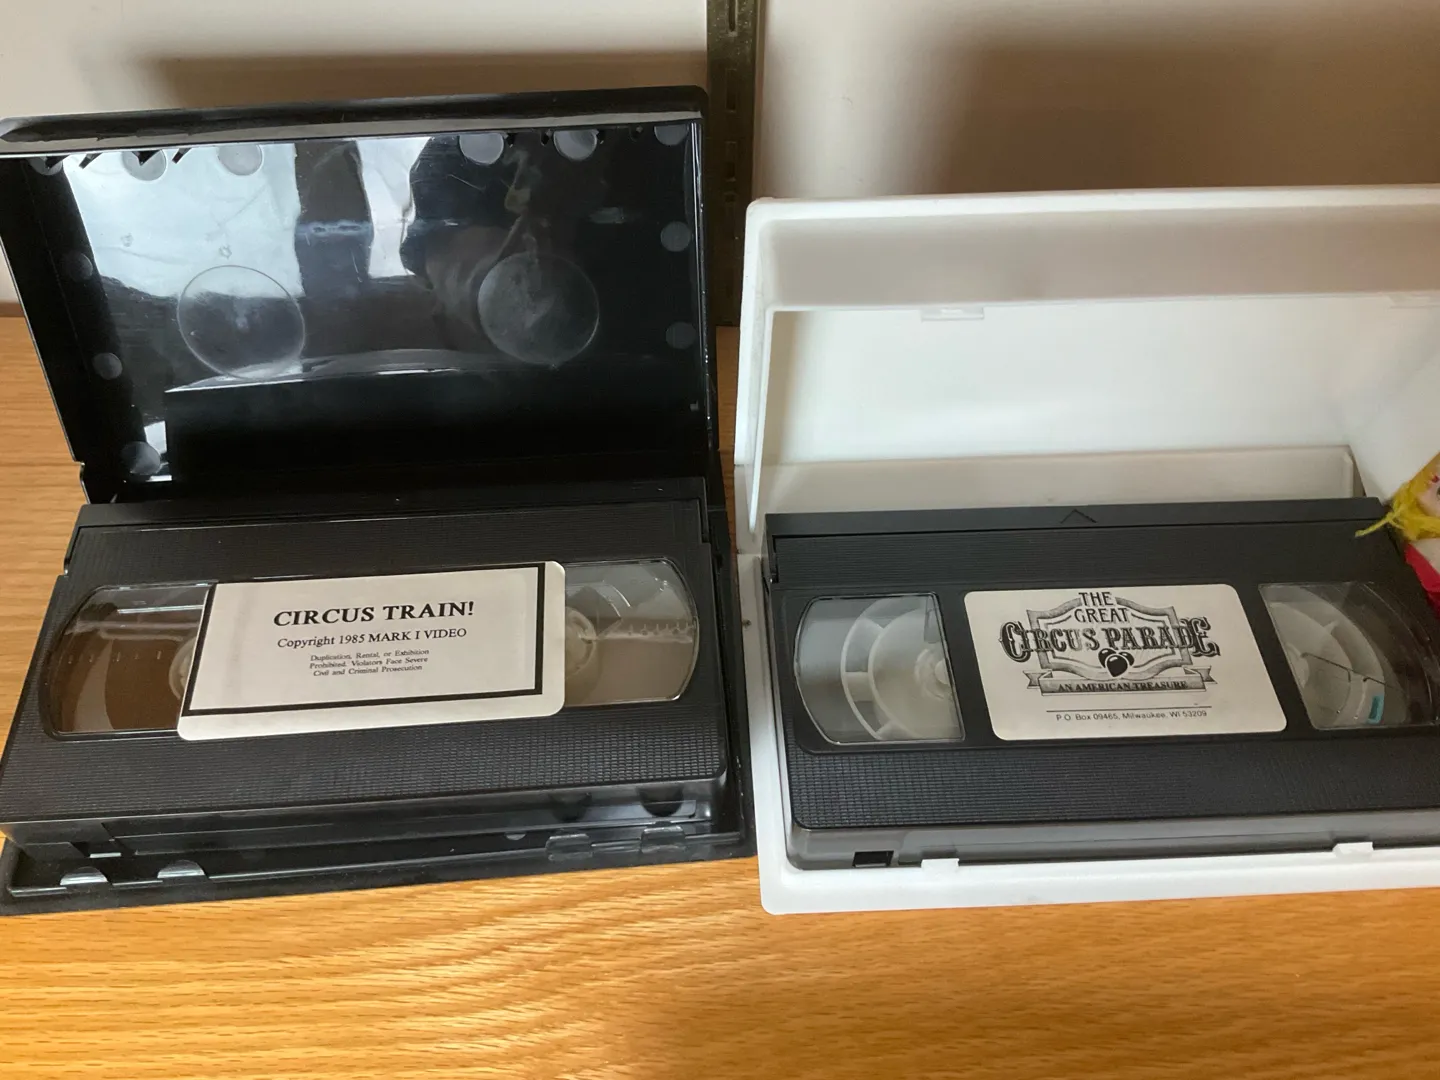 CIRCUS TRAIN!
Copyright 1985 MARK I VIDEO
Duplication, Rental, or Exhibition
Prohibited. Violators Face Severe
Civil and Criminal Prosecution
THE
GREAT
CIRCUS PARADE
AN AMERICAN TREASURE
P.O. Box 09465, Milwaukee, WI 53209